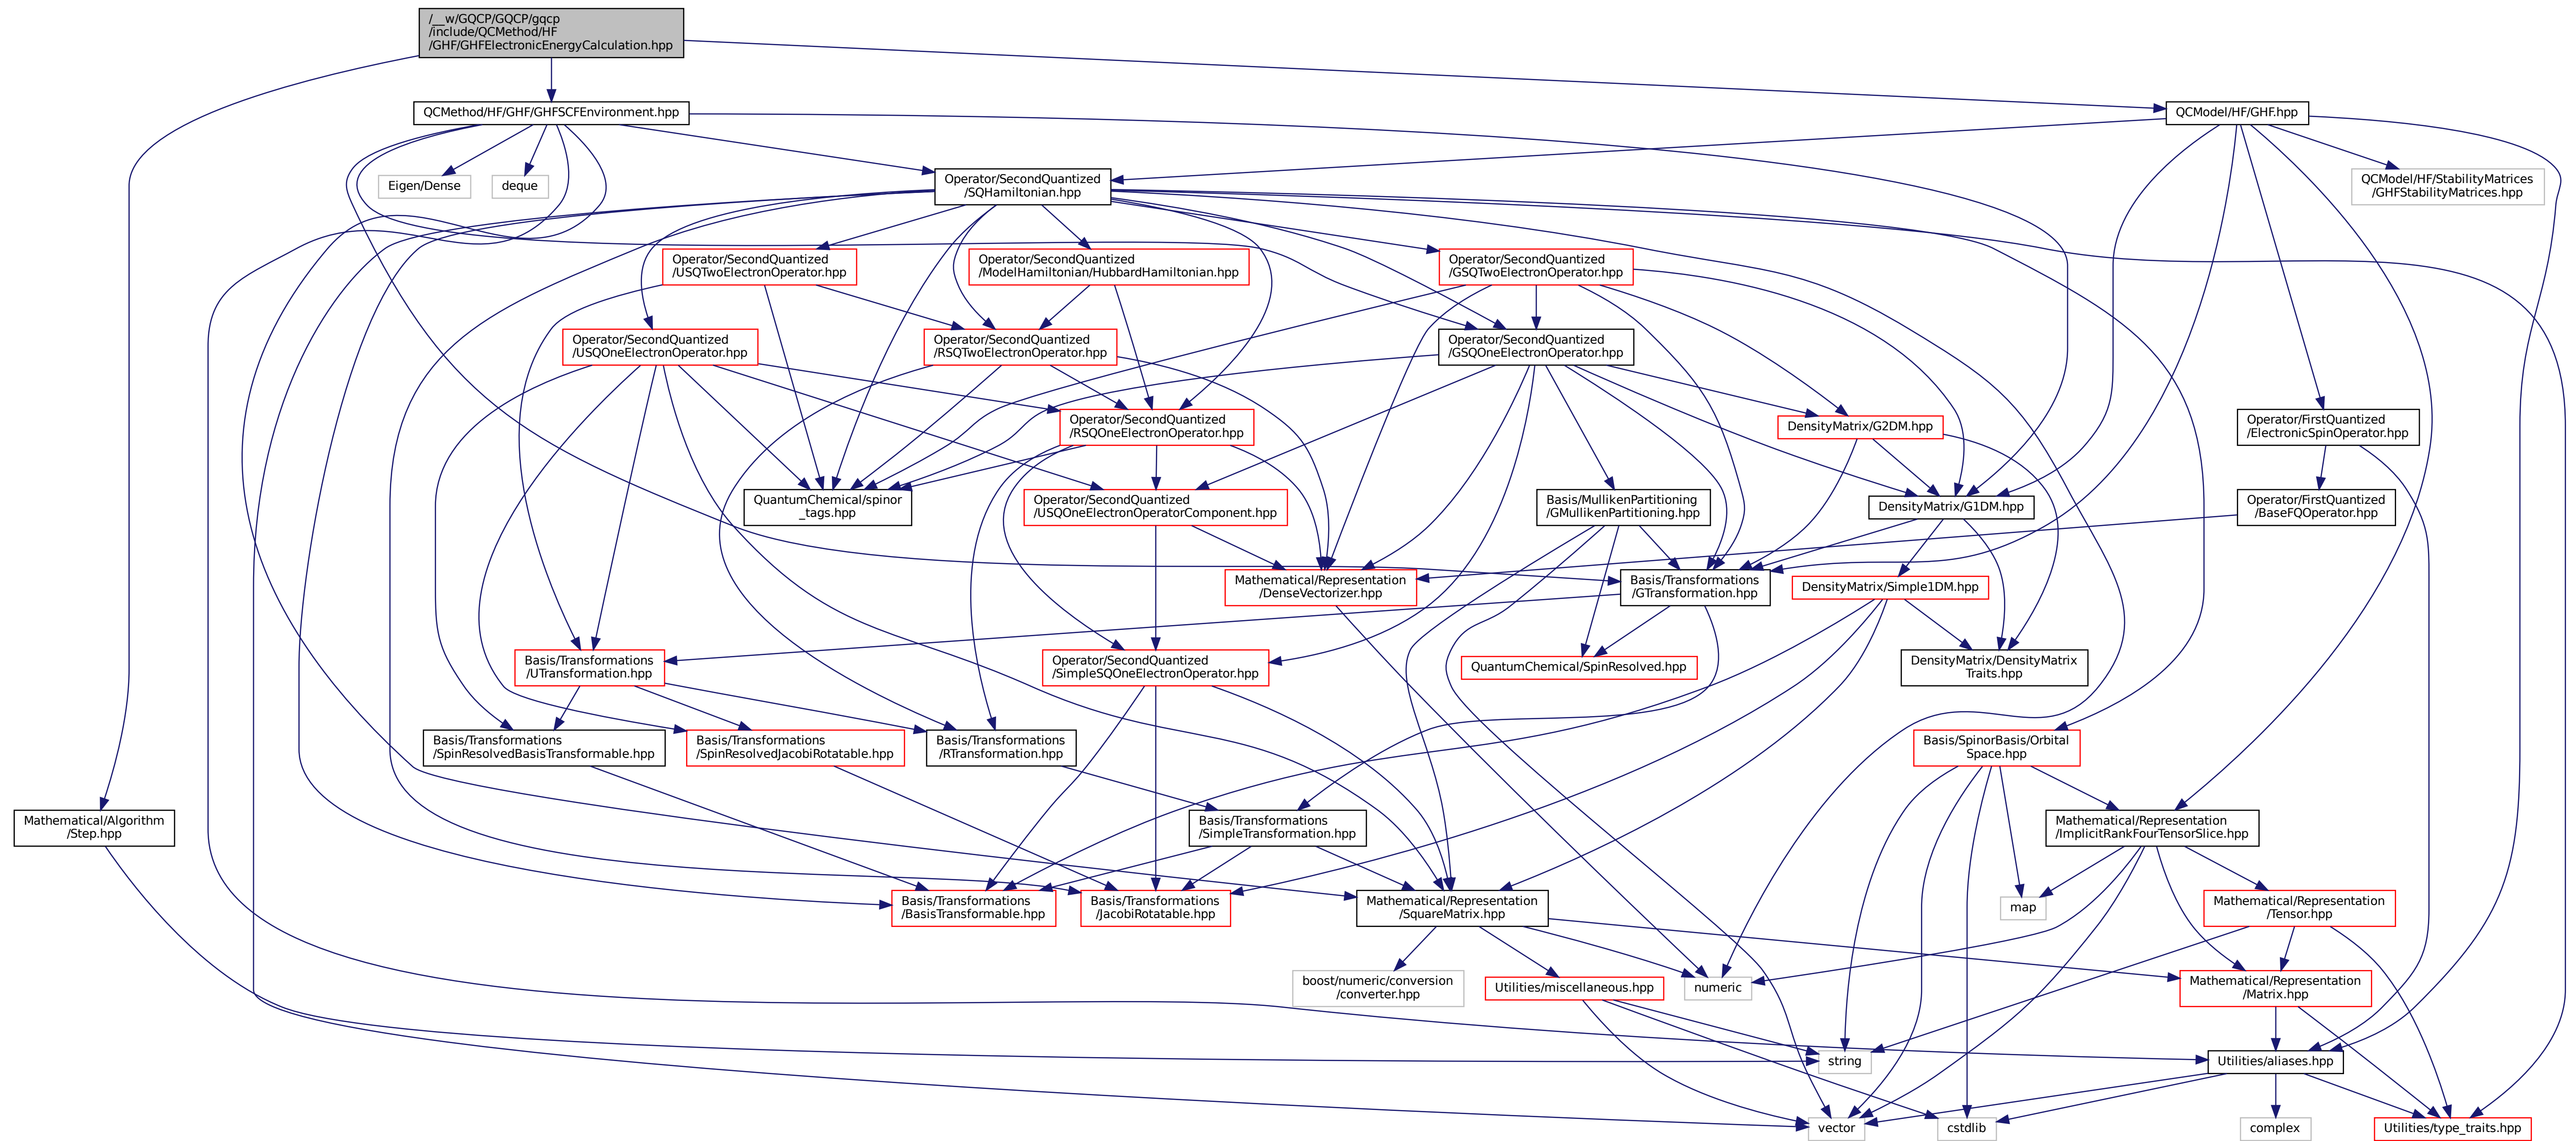 /__w/GQCP/GQCP/gqcp
/include/QCMethod/HF
/GHF/GHFElectronicEnergyCalculation.hpp
QCMethod/HF/GHF/GHFSCFEnvironment.hpp
QCModel/HF/GHF.hpp
Eigen/Dense
deque
Operator/SecondQuantized
/SQHamiltonian.hpp
QCModel/HF/StabilityMatrices
/GHFStabilityMatrices.hpp
Operator/SecondQuantized
/USQTwoElectronOperator.hpp
Operator/SecondQuantized
/ModelHamiltonian/HubbardHamiltonian.hpp
Operator/SecondQuantized
/GSQTwoElectronOperator.hpp
Operator/SecondQuantized
/USQOneElectronOperator.hpp
Operator/SecondQuantized
/RSQTwoElectronOperator.hpp
Operator/SecondQuantized
/GSQOneElectronOperator.hpp
Operator/SecondQuantized
/RSQOneElectronOperator.hpp
DensityMatrix/G2DM.hpp
Operator/FirstQuantized
/ElectronicSpinOperator.hpp
QuantumChemical/spinor
_tags.hpp
Operator/SecondQuantized
/USQOneElectronOperatorComponent.hpp
Basis/MullikenPartitioning
/GMullikenPartitioning.hpp
DensityMatrix/G1DM.hpp
Operator/FirstQuantized
/BaseFQOperator.hpp
Mathematical/Representation
/DenseVectorizer.hpp
Basis/Transformations
/GTransformation.hpp
DensityMatrix/Simple1DM.hpp
Basis/Transformations
/UTransformation.hpp
Operator/SecondQuantized
/SimpleSQOneElectronOperator.hpp
QuantumChemical/SpinResolved.hpp
DensityMatrix/DensityMatrix
Traits.hpp
Basis/Transformations
/SpinResolvedBasisTransformable.hpp
Basis/Transformations
/SpinResolvedJacobiRotatable.hpp
Basis/Transformations
/RTransformation.hpp
Basis/SpinorBasis/Orbital
Space.hpp
Mathematical/Algorithm
/Step.hpp
Basis/Transformations
/SimpleTransformation.hpp
Mathematical/Representation
/ImplicitRankFourTensorSlice.hpp
Basis/Transformations
/BasisTransformable.hpp
Basis/Transformations
/JacobiRotatable.hpp
Mathematical/Representation
/SquareMatrix.hpp
map
Mathematical/Representation
/Tensor.hpp
boost/numeric/conversion
/converter.hpp
Utilities/miscellaneous.hpp
numeric
Mathematical/Representation
/Matrix.hpp
string
Utilities/aliases.hpp
vector
cstdlib
complex
Utilities/type_traits.hpp